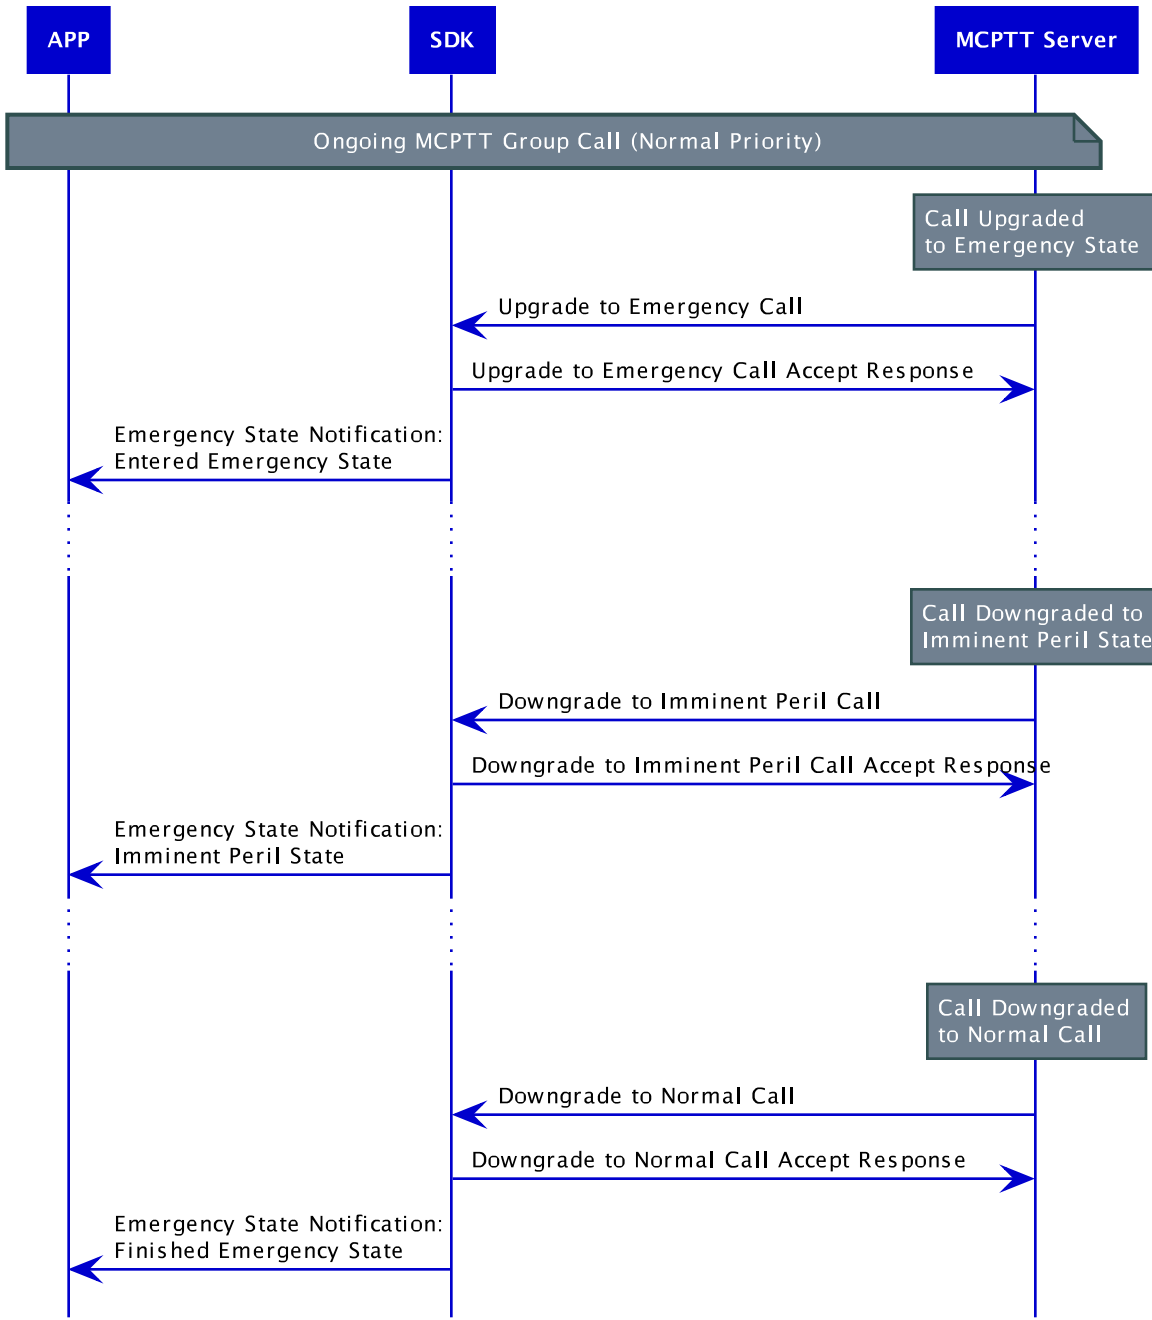 APP
SDK
MCPTT Server
Ongoing MCPTT Group Call (Normal Priority)
Call Upgraded
to Emergency State
Upgrade to Emergency Call
Upgrade to Emergency Call Accept Response
Emergency State Notification:
Entered Emergency State
Call Downgraded to
Imminent Peril State
Downgrade to Imminent Peril Call
Downgrade to Imminent Peril Call Accept Response
Emergency State Notification:
Imminent Peril State
Call Downgraded
to Normal Call
Downgrade to Normal Call
Downgrade to Normal Call Accept Response
Emergency State Notification:
Finished Emergency State